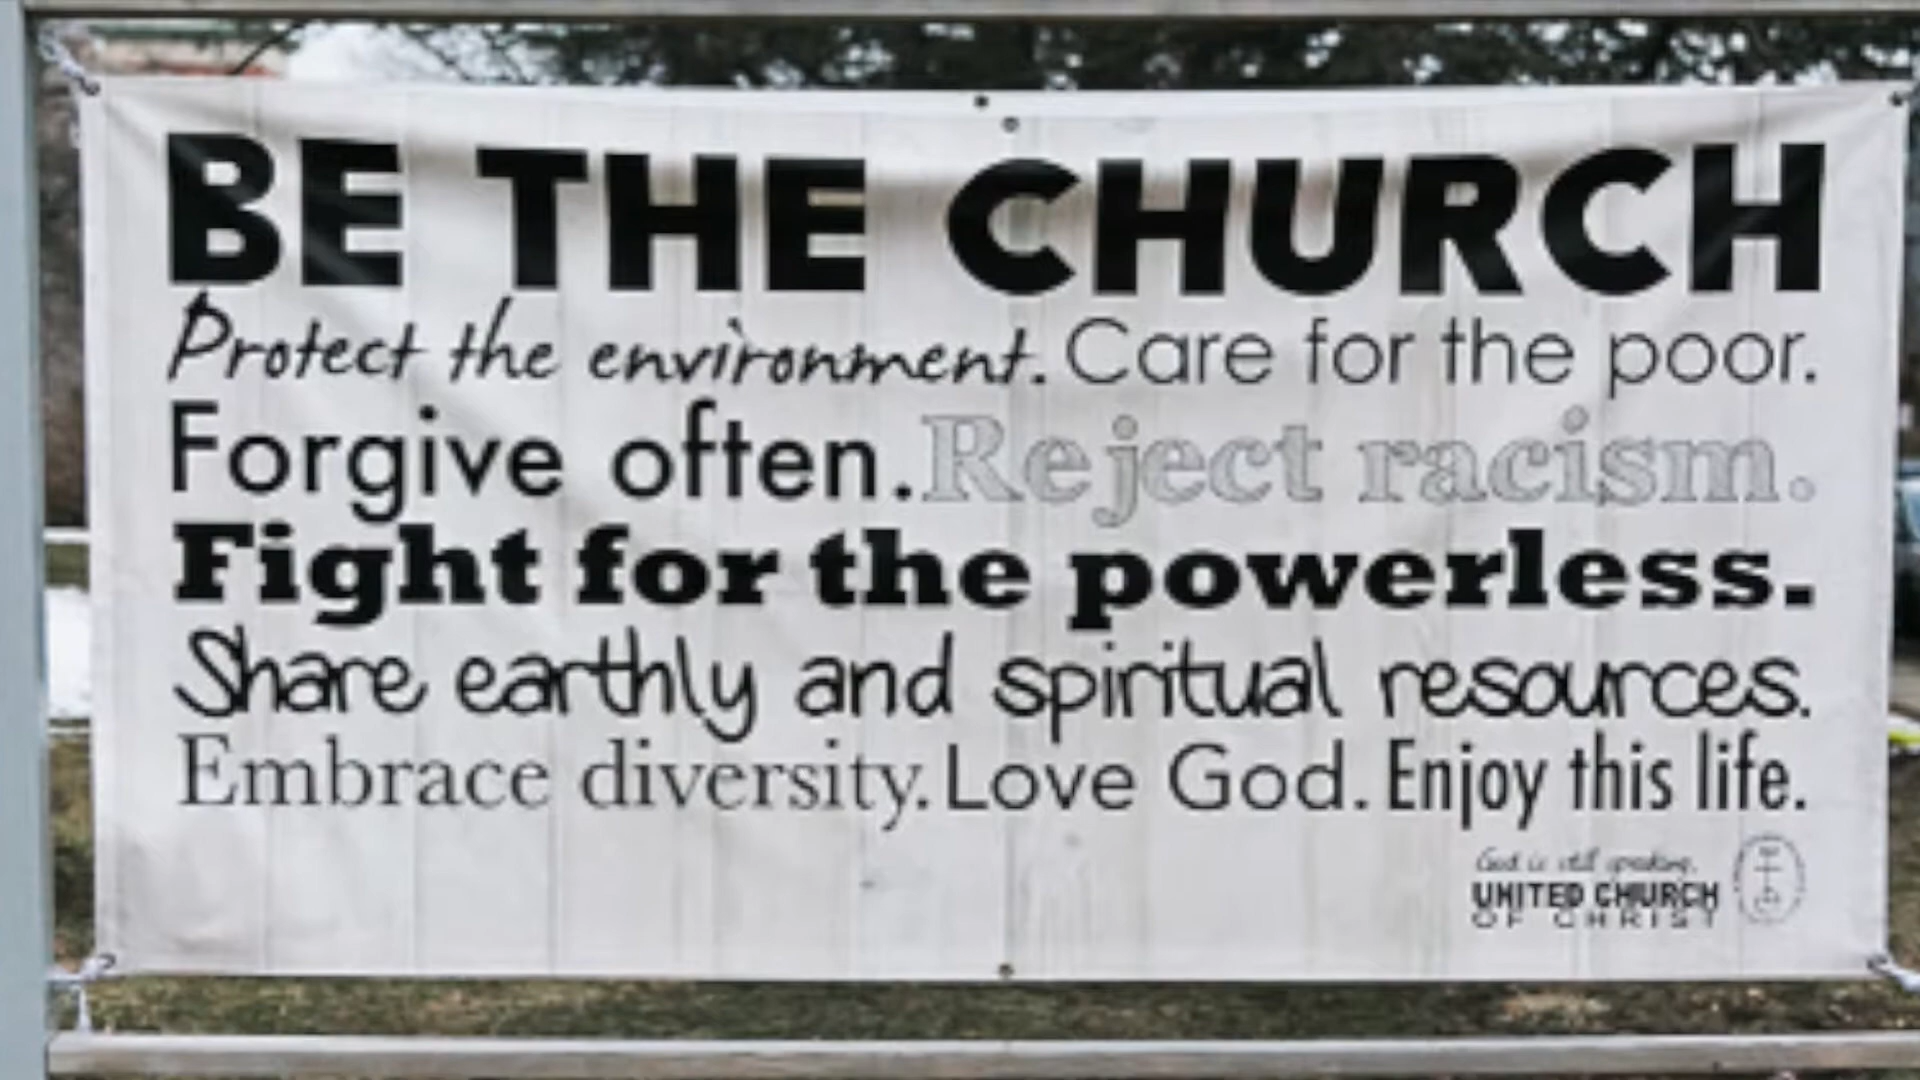 BE THE CHURCH
Protect the environment. Care for the poor.
Forgive often. Reject racism.
Fight for the powerless.
Share earthly and spiritual resources.
Embrace diversity. Love God. Enjoy this life.
God is still speaking,
UNITED CHURCH
OF CHRIST